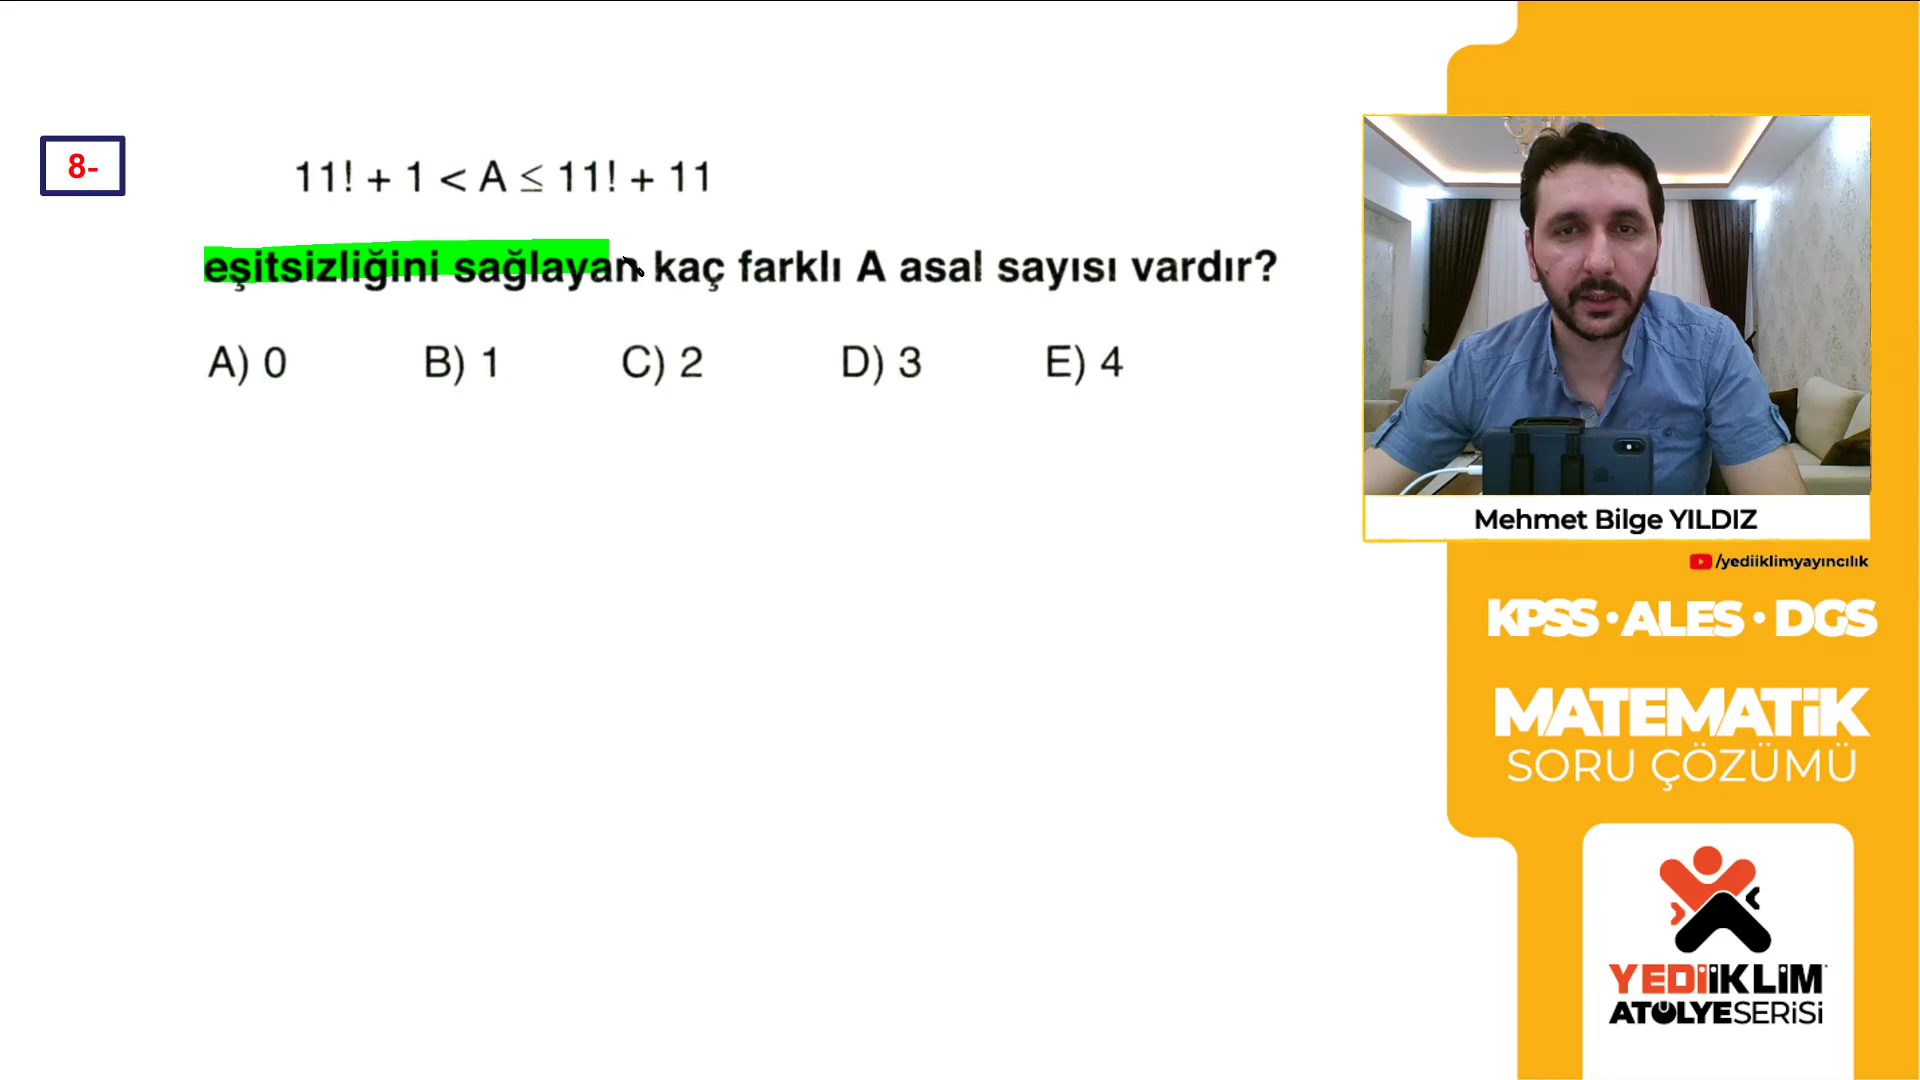 8-
11! + 1 < A ≤ 11! + 11
eşitsizliğini sağlayan kaç farklı A asal sayısı vardır?
A) 0 B) 1 C) 2 D) 3 E) 4
Mehmet Bilge YILDIZ
/yediiklimyayıncılık
KPSS • ALES • DGS
MATEMATİK
SORU ÇÖZÜMÜ
YEDİİKLİM
ATÖLYESERİSİ